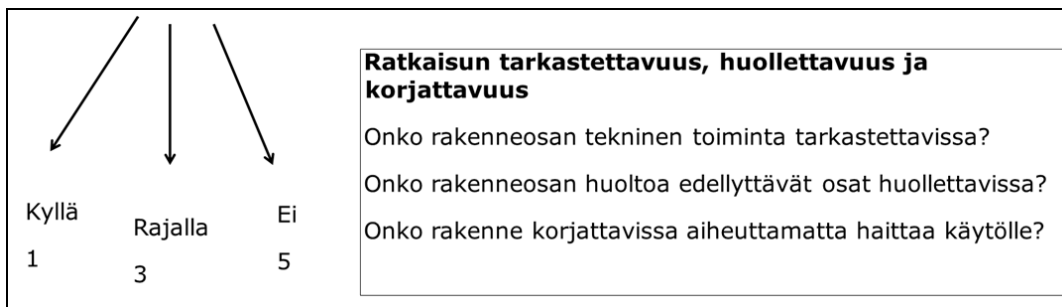 Kyllä
1
Rajalla
3
Ei
5
Ratkaisun tarkastettavuus, huollettavuus ja
korjattavuus
Onko rakenneosan tekninen toiminta tarkastettavissa?
Onko rakenneosan huoltoa edellyttävät osat huollettavissa?
Onko rakenne korjattavissa aiheuttamatta haittaa käytölle?